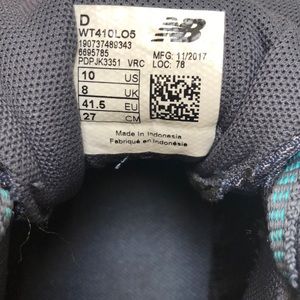 D
WT410LO5
190737489343
6695785
PDPJK3351 VRC
MFG: 11/2017
LOC: 78
10 US
8 UK
41.5 EU
27 CM
Made in Indonesia
Fabriqué en Indonésie